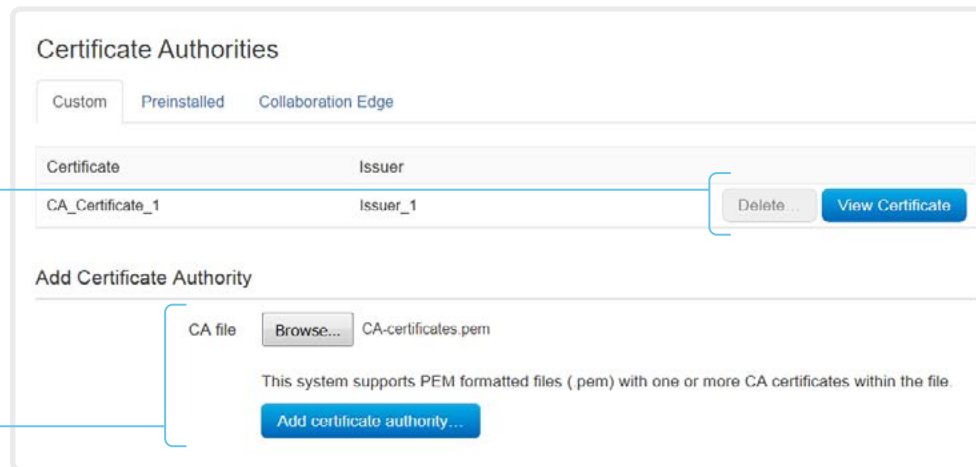 Certificate Authorities
Custom Preinstalled Collaboration Edge
Certificate Issuer
CA_Certificate_1 Issuer_1 Delete... View Certificate
Add Certificate Authority
CA file Browse... CA-certificates.pem
This system supports PEM formatted files (.pem) with one or more CA certificates within the file.
Add certificate authority...